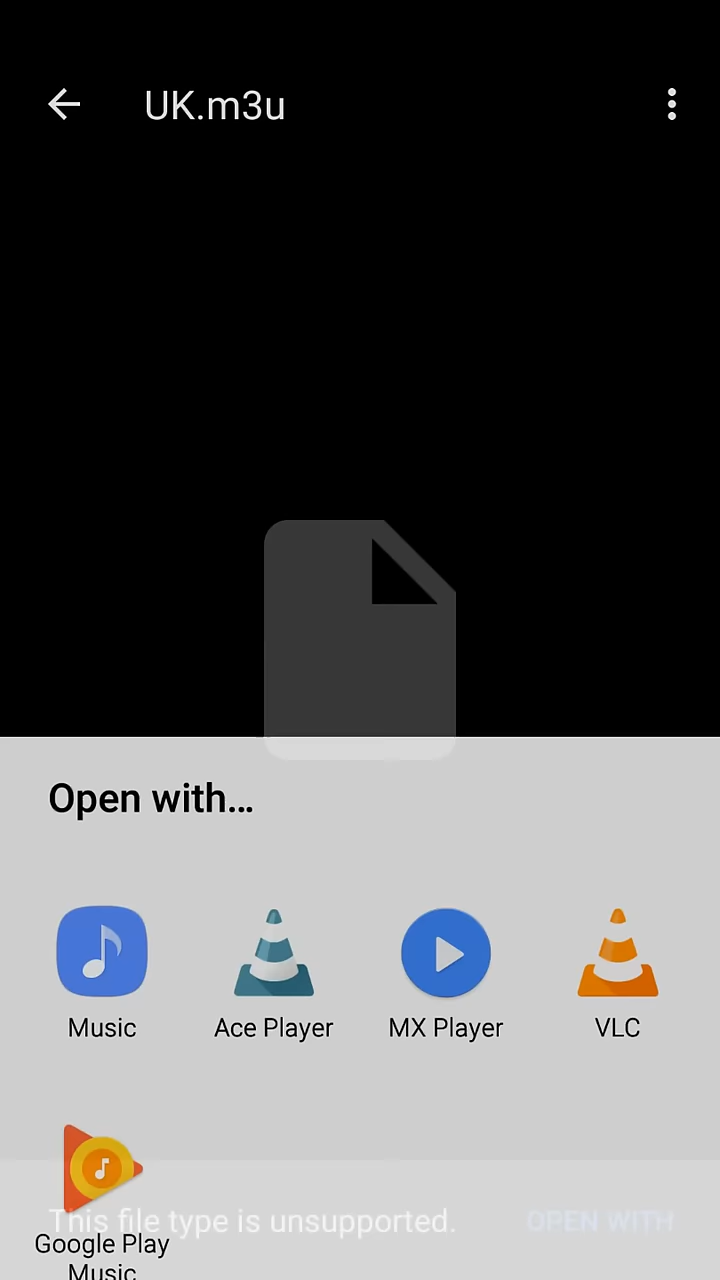 UK.m3u
Open with...
Music
Ace Player
MX Player
VLC
This file type is unsupported.
OPEN WITH
Google Play
Music